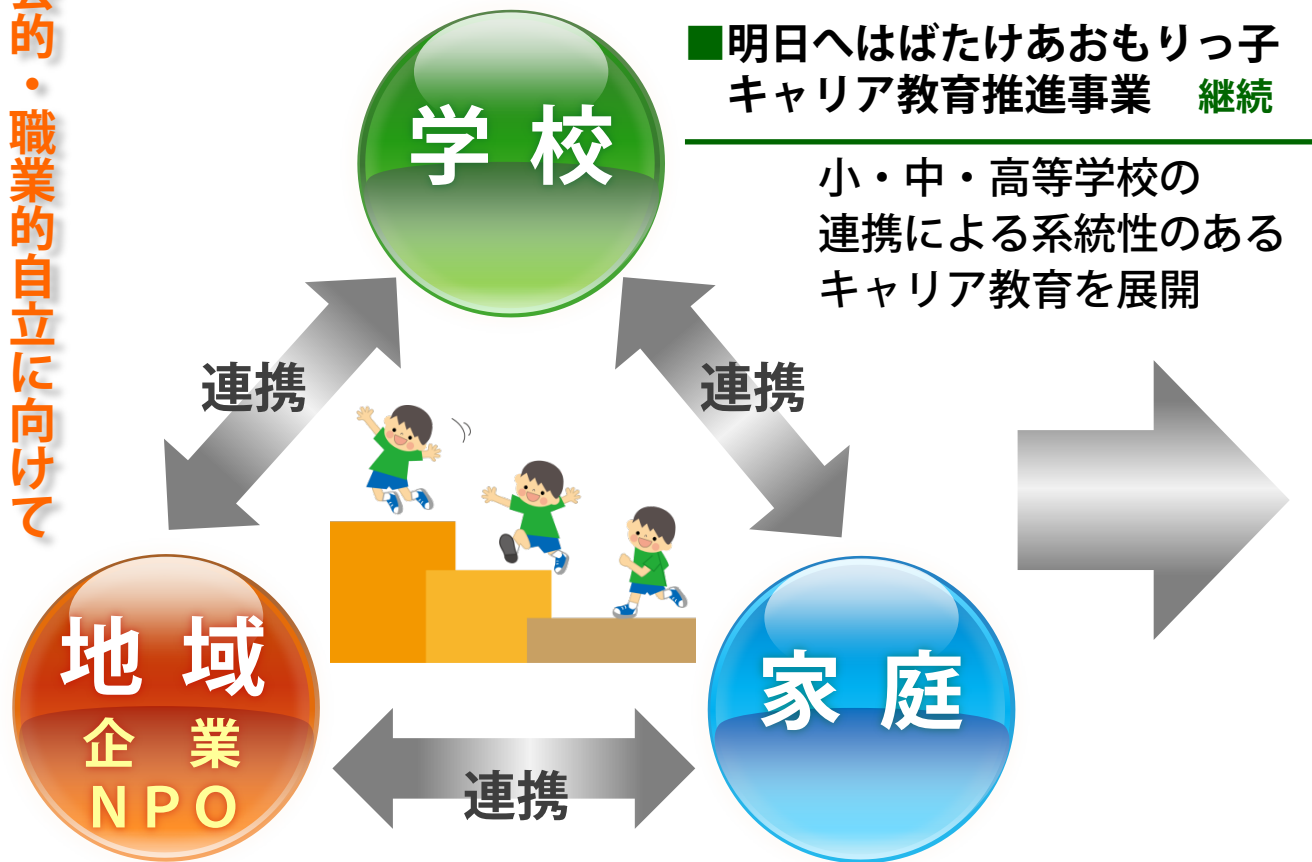 的・職業的自立に向けて
学 校
■明日へはばたけあおもりっ子
キャリア教育推進事業 継続
小・中・高等学校の
連携による系統性のある
キャリア教育を展開
連携
連携
地 域
企 業
NPO
家 庭
連携